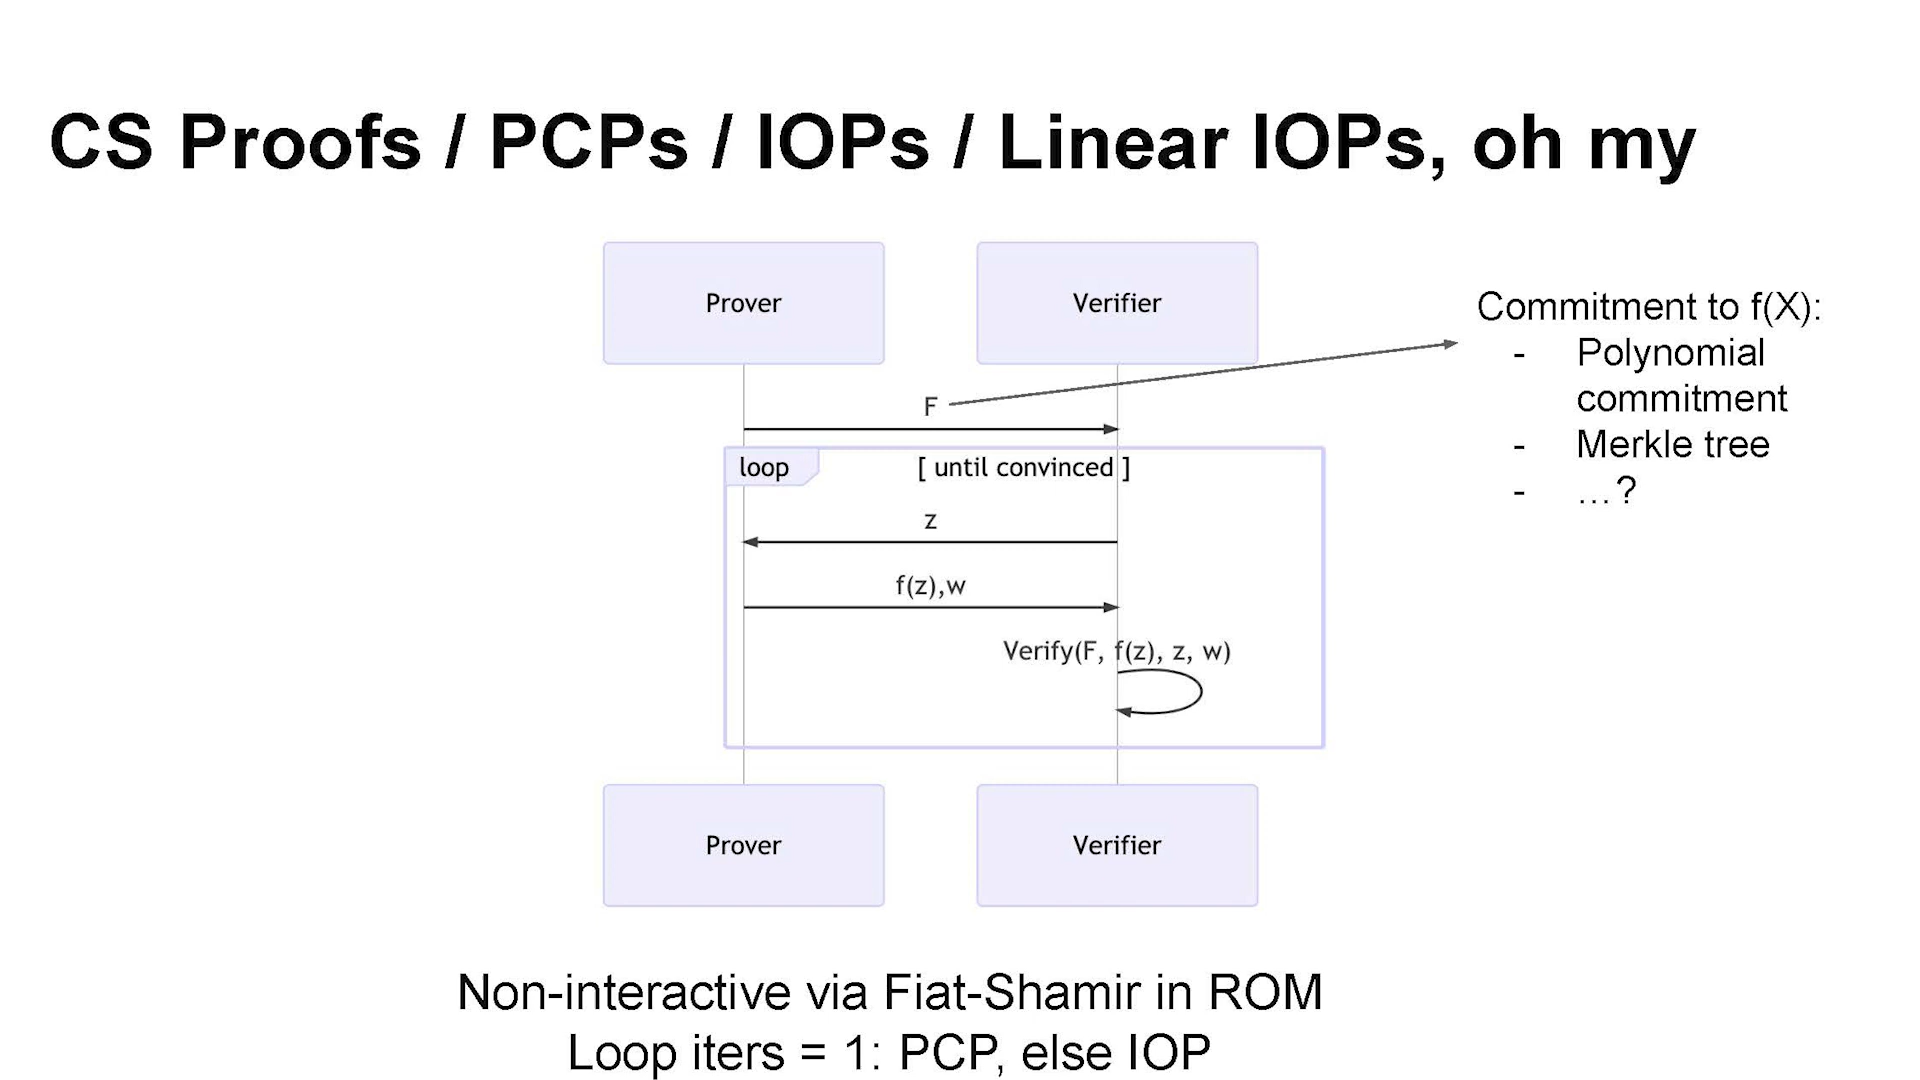 CS Proofs / PCPs / IOPs / Linear IOPs, oh my
Prover
Verifier
Commitment to f(X):
- Polynomial
commitment
- Merkle tree
- …?
F
loop
[ until convinced ]
z
f(z),w
Verify(F, f(z), z, w)
Prover
Verifier
Non-interactive via Fiat-Shamir in ROM
Loop iters = 1: PCP, else IOP